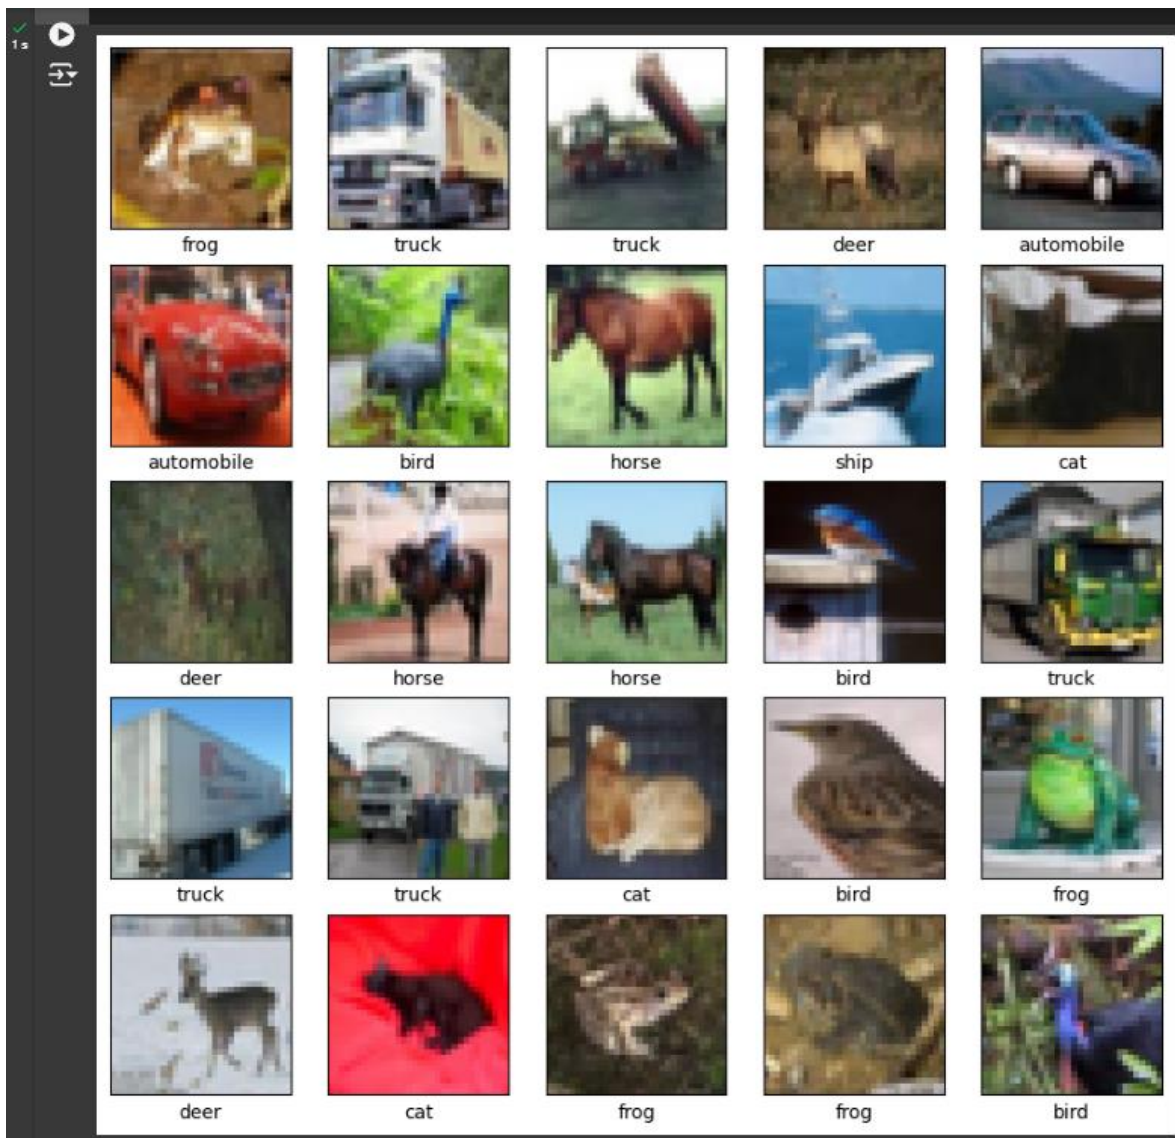 1s
frog truck truck deer automobile
automobile bird horse ship cat
deer horse horse bird truck
truck truck cat bird frog
deer cat frog frog bird